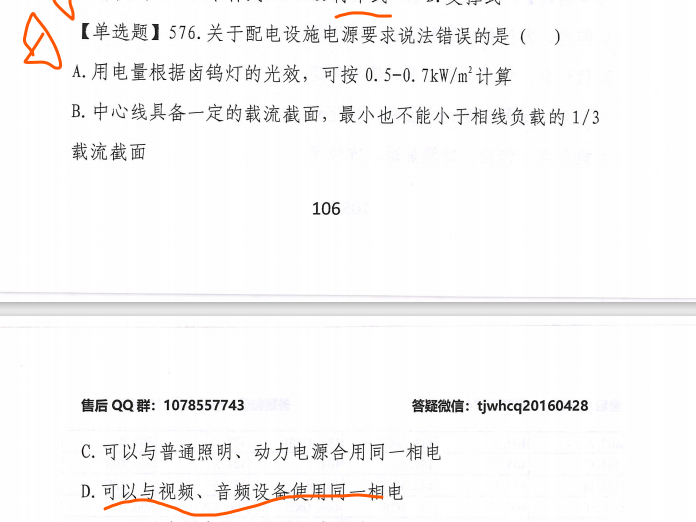 【单选题】576.关于配电设施电源要求说法错误的是（ ）
A.用电量根据卤钨灯的光效，可按 0.5-0.7kW/m²计算
B.中心线具备一定的载流截面，最小也不能小于相线负载的 1/3
载流截面
106
售后 QQ 群：1078557743 答疑微信：tjwhcq20160428
C.可以与普通照明、动力电源合用同一相电
D.可以与视频、音频设备使用同一相电